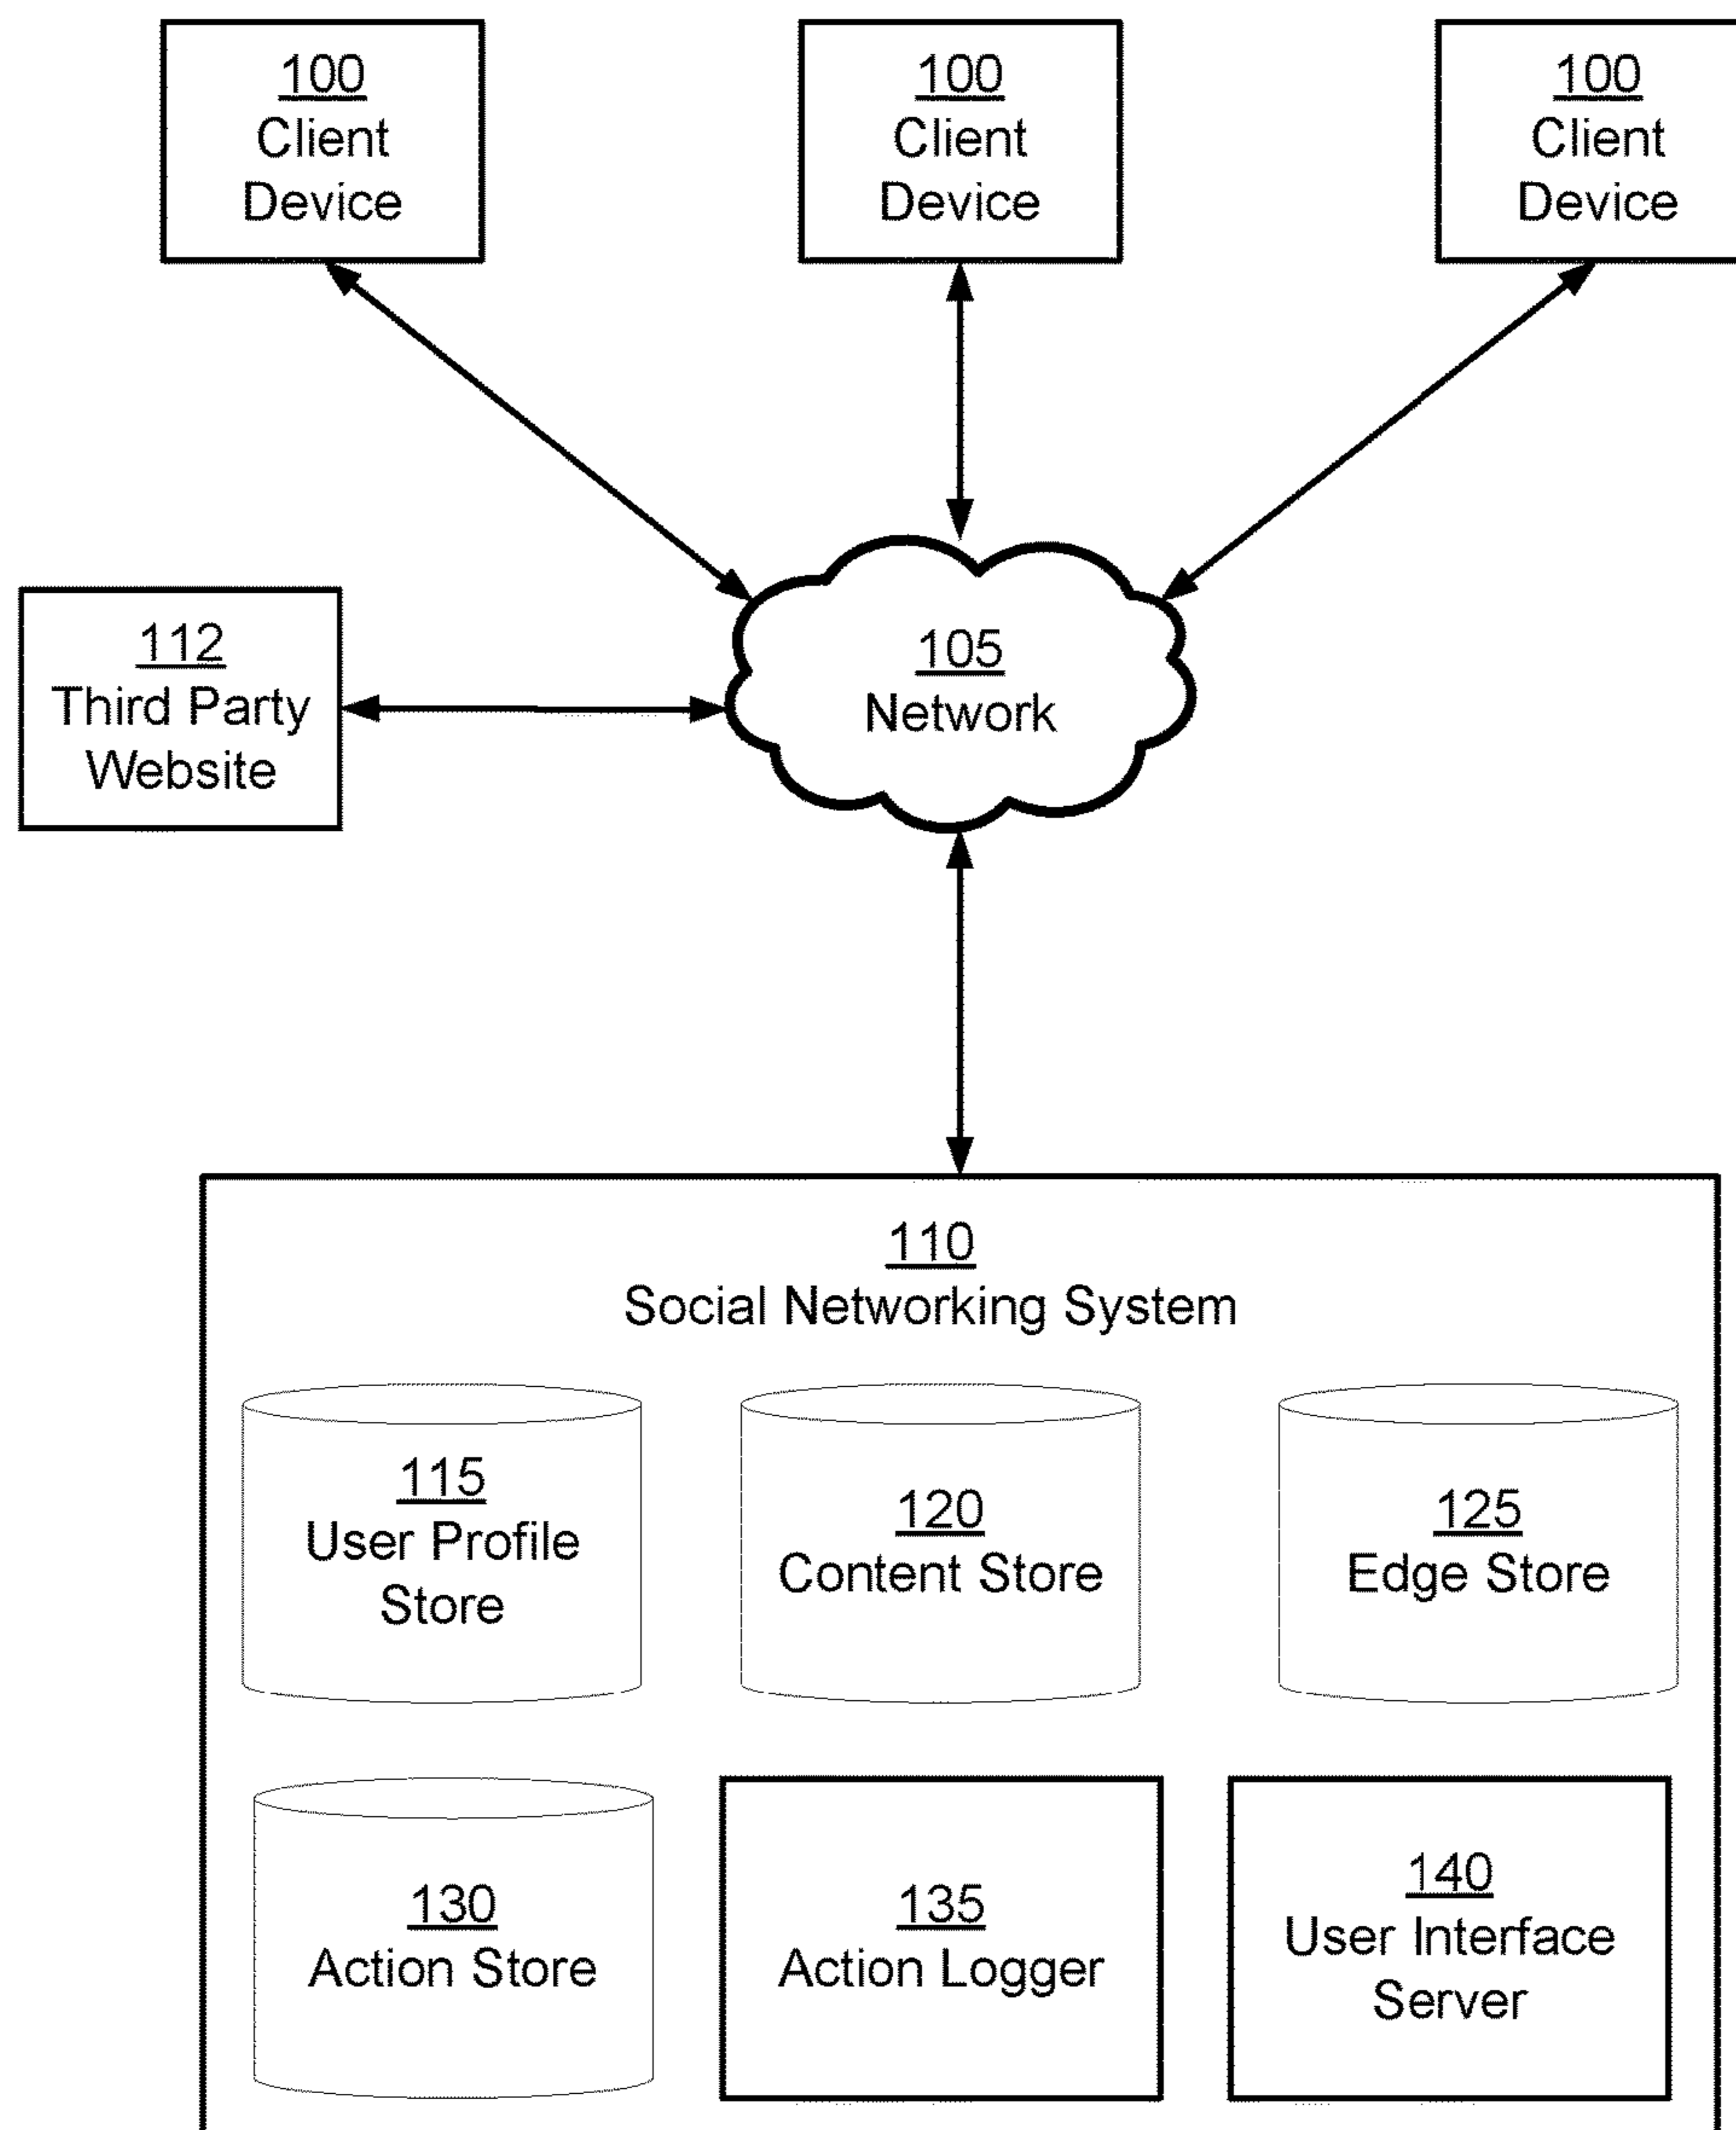 100
Client
Device
100
Client
Device
100
Client
Device
112
Third Party
Website
105
Network
110
Social Networking System
115
User Profile
Store
120
Content Store
125
Edge Store
130
Action Store
135
Action Logger
140
User Interface
Server